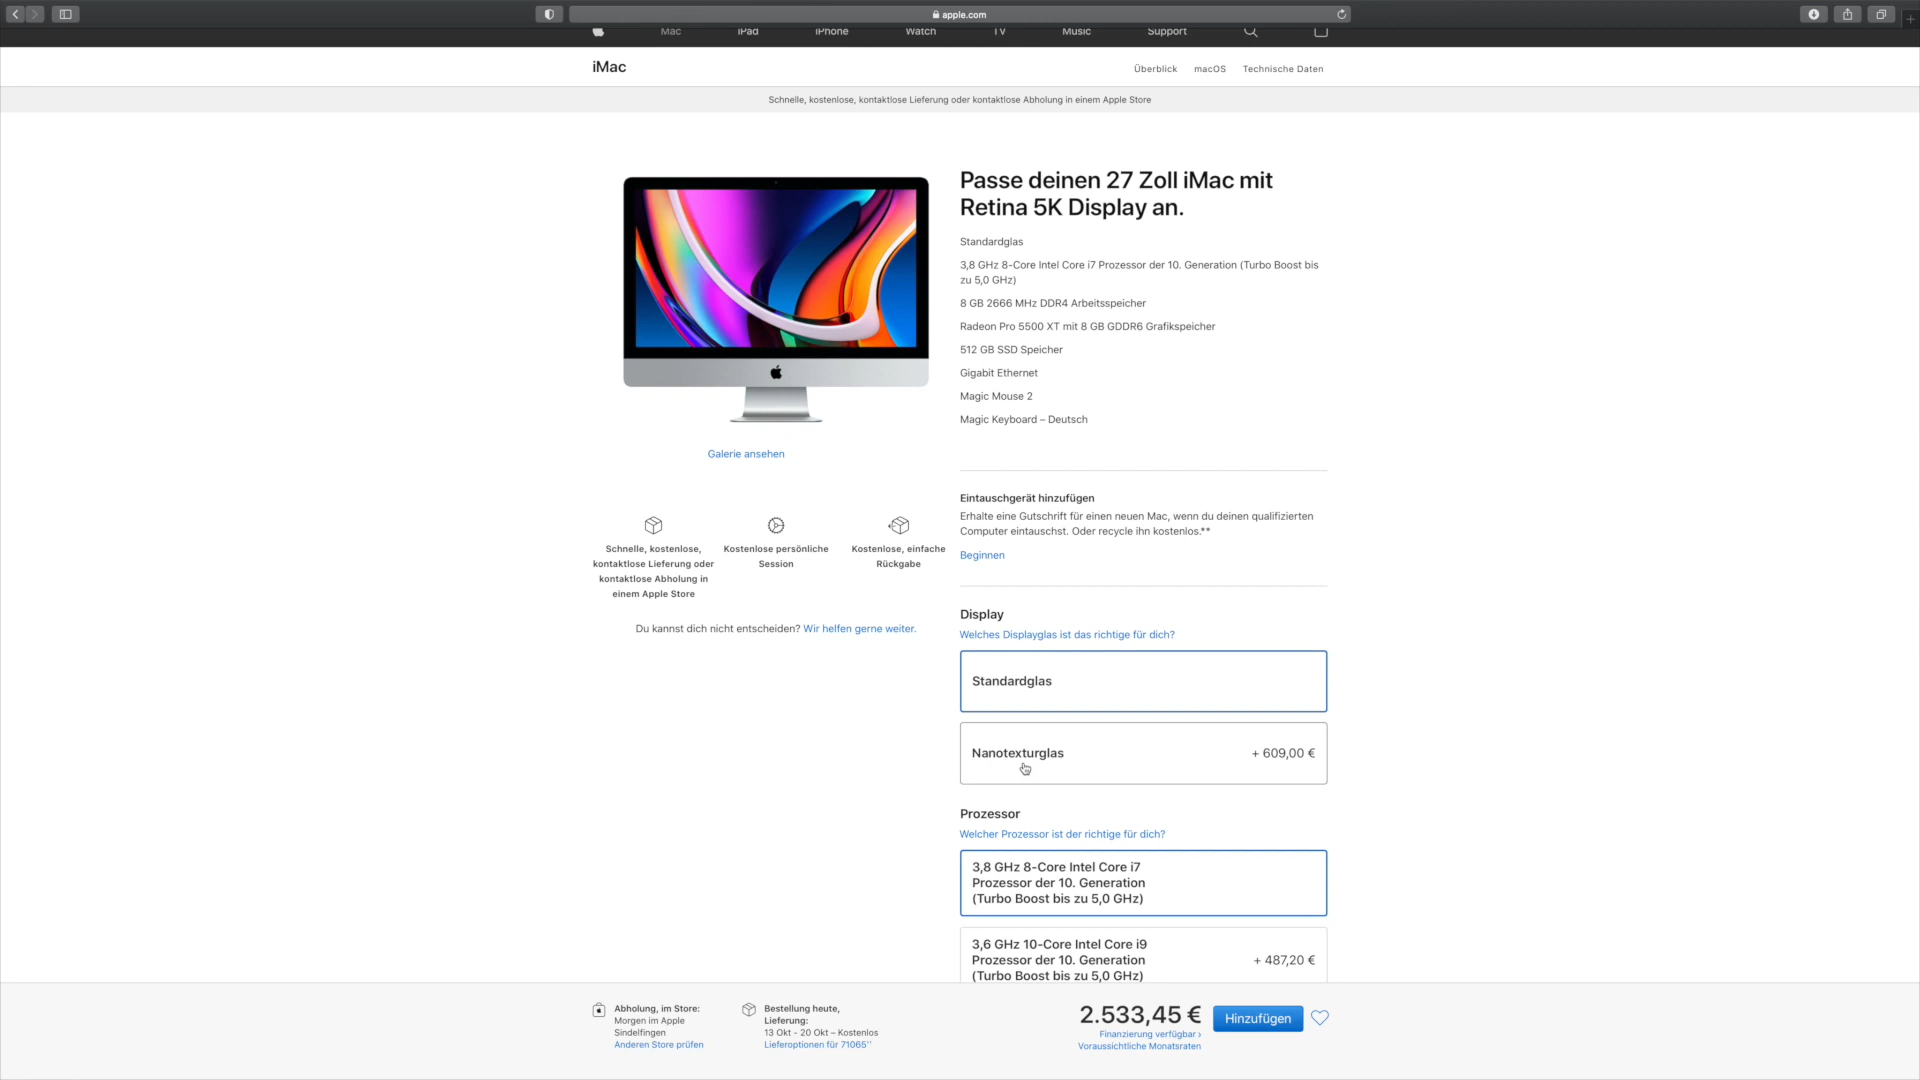 apple.com
Mac
iPad
iPhone
Watch
TV
Music
Support
iMac
Überblick
macOS
Technische Daten
Schnelle, kostenlose, kontaktlose Lieferung oder kontaktlose Abholung in einem Apple Store
Passe deinen 27 Zoll iMac mit
Retina 5K Display an.
Standardglas
3,8 GHz 8-Core Intel Core i7 Prozessor der 10. Generation (Turbo Boost bis
zu 5,0 GHz)
8 GB 2666 MHz DDR4 Arbeitsspeicher
Radeon Pro 5500 XT mit 8 GB GDDR6 Grafikspeicher
512 GB SSD Speicher
Gigabit Ethernet
Magic Mouse 2
Magic Keyboard – Deutsch
Galerie ansehen
Schnelle, kostenlose,
kontaktlose Lieferung oder
kontaktlose Abholung in
einem Apple Store
Kostenlose persönliche
Session
Kostenlose, einfache
Rückgabe
Du kannst dich nicht entscheiden? Wir helfen gerne weiter.
Eintauschgerät hinzufügen
Erhalte eine Gutschrift für einen neuen Mac, wenn du deinen qualifizierten
Computer eintauschst. Oder recycle ihn kostenlos.**
Beginnen
Display
Welches Displayglas ist das richtige für dich?
Standardglas
Nanotexturglas
+ 609,00 €
Prozessor
Welcher Prozessor ist der richtige für dich?
3,8 GHz 8-Core Intel Core i7
Prozessor der 10. Generation
(Turbo Boost bis zu 5,0 GHz)
3,6 GHz 10-Core Intel Core i9
Prozessor der 10. Generation
(Turbo Boost bis zu 5,0 GHz)
+ 487,20 €
Abholung, im Store:
Morgen im Apple
Sindelfingen
Anderen Store prüfen
Bestellung heute,
Lieferung:
13 Okt - 20 Okt – Kostenlos
Lieferoptionen für 71065''
2.533,45 €
Finanzierung verfügbar ›
Voraussichtliche Monatsraten
Hinzufügen